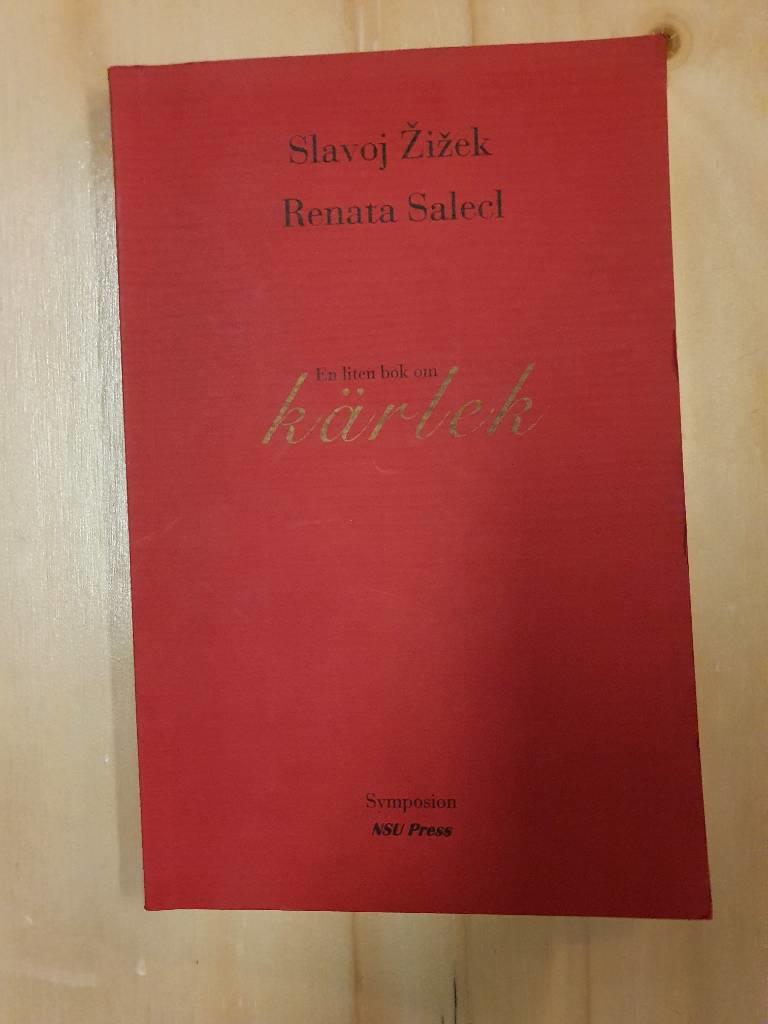 Slavoj Žižek
Renata Salecl
En liten bok om
kärlek
Symposion
NSU Press